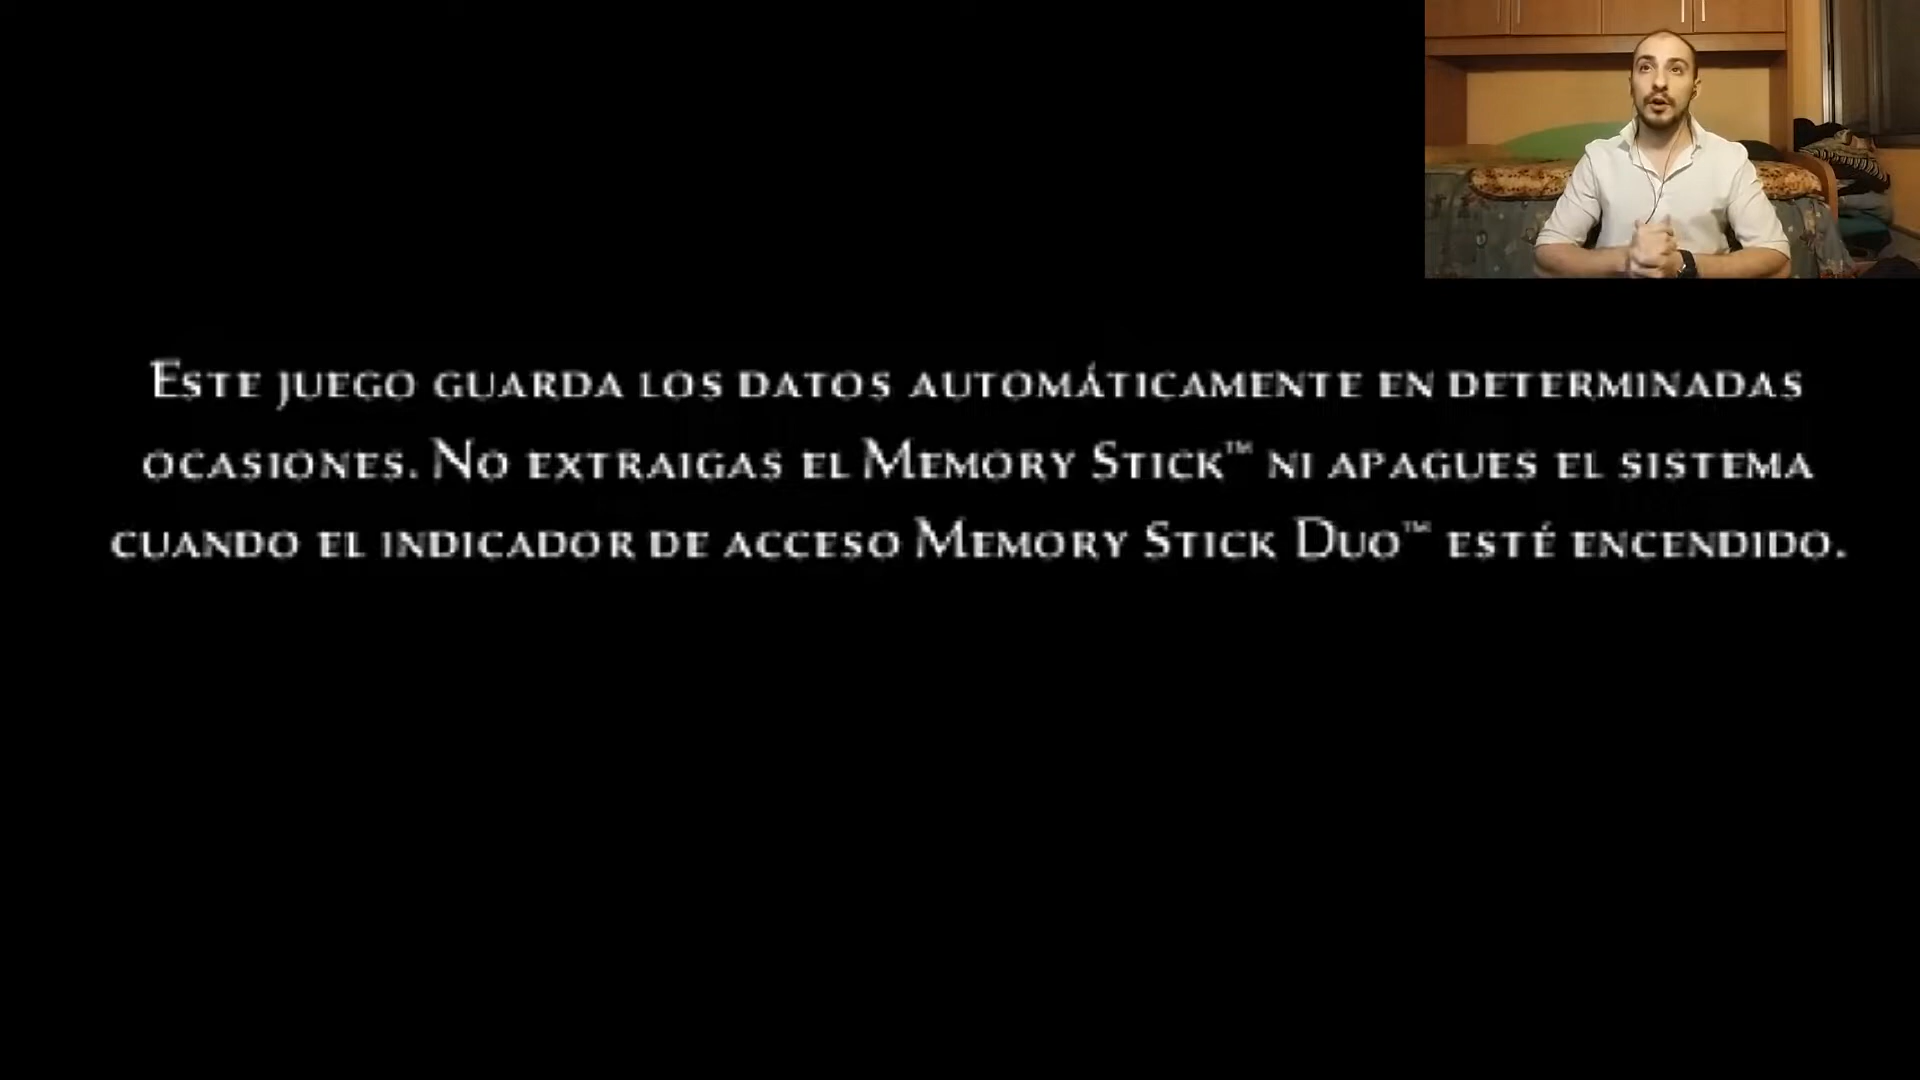 Este juego guarda los datos automáticamente en determinadas
ocasiones. No extraigas el Memory Stick™ ni apagues el sistema
cuando el indicador de acceso Memory Stick Duo™ esté encendido.